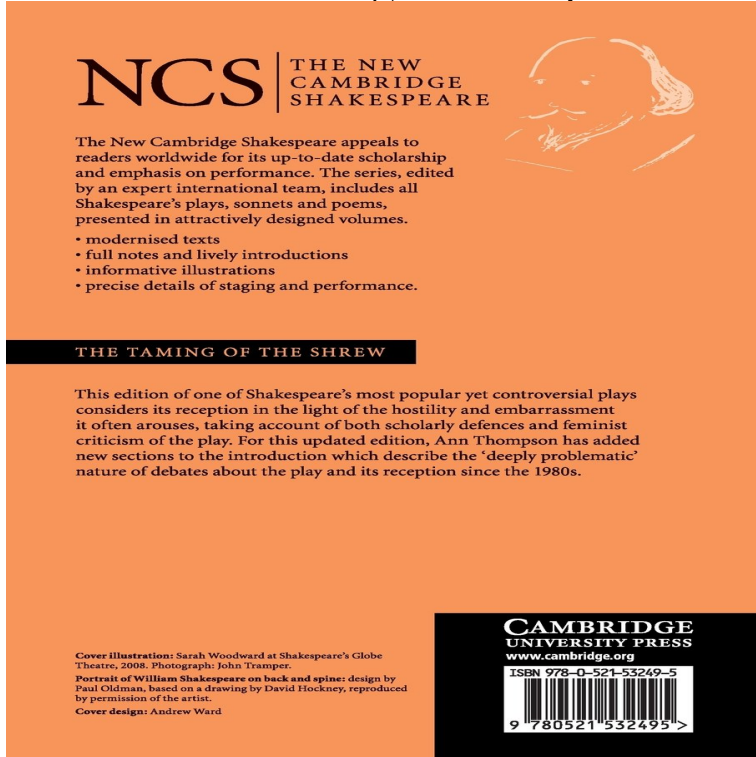 NCS
THE NEW
CAMBRIDGE
SHAKESPEARE
The New Cambridge Shakespeare appeals to
readers worldwide for its up-to-date scholarship
and emphasis on performance. The series, edited
by an expert international team, includes all
Shakespeare's plays, sonnets and poems,
presented in attractively designed volumes.
• modernised texts
• full notes and lively introductions
• informative illustrations
• precise details of staging and performance.
THE TAMING OF THE SHREW
This edition of one of Shakespeare's most popular yet controversial plays
considers its reception in the light of the hostility and embarrassment
it often arouses, taking account of both scholarly defences and feminist
criticism of the play. For this updated edition, Ann Thompson has added
new sections to the introduction which describe the 'deeply problematic'
nature of debates about the play and its reception since the 1980s.
Cover illustration: Sarah Woodward at Shakespeare's Globe
Theatre, 2008. Photograph: John Tramper.
Portrait of William Shakespeare on back and spine: design by
Paul Oldman, based on a drawing by David Hockney, reproduced
by permission of the artist.
Cover design: Andrew Ward
CAMBRIDGE
UNIVERSITY PRESS
www.cambridge.org
ISBN 978-0-521-53249-5
9 780521 532495 >